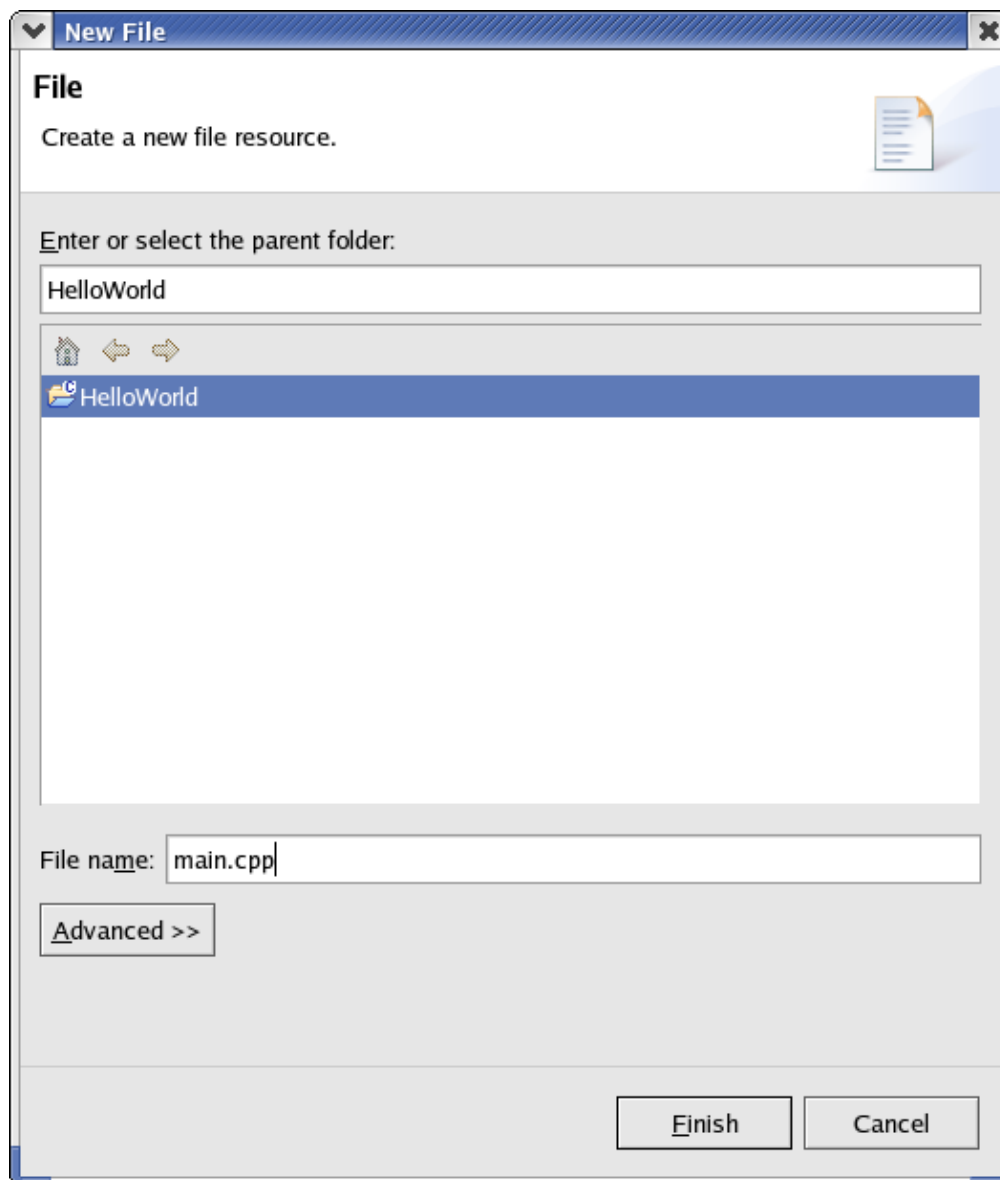 New File
File
Create a new file resource.
Enter or select the parent folder:
HelloWorld
HelloWorld
File name: main.cpp
Advanced >>
Finish Cancel